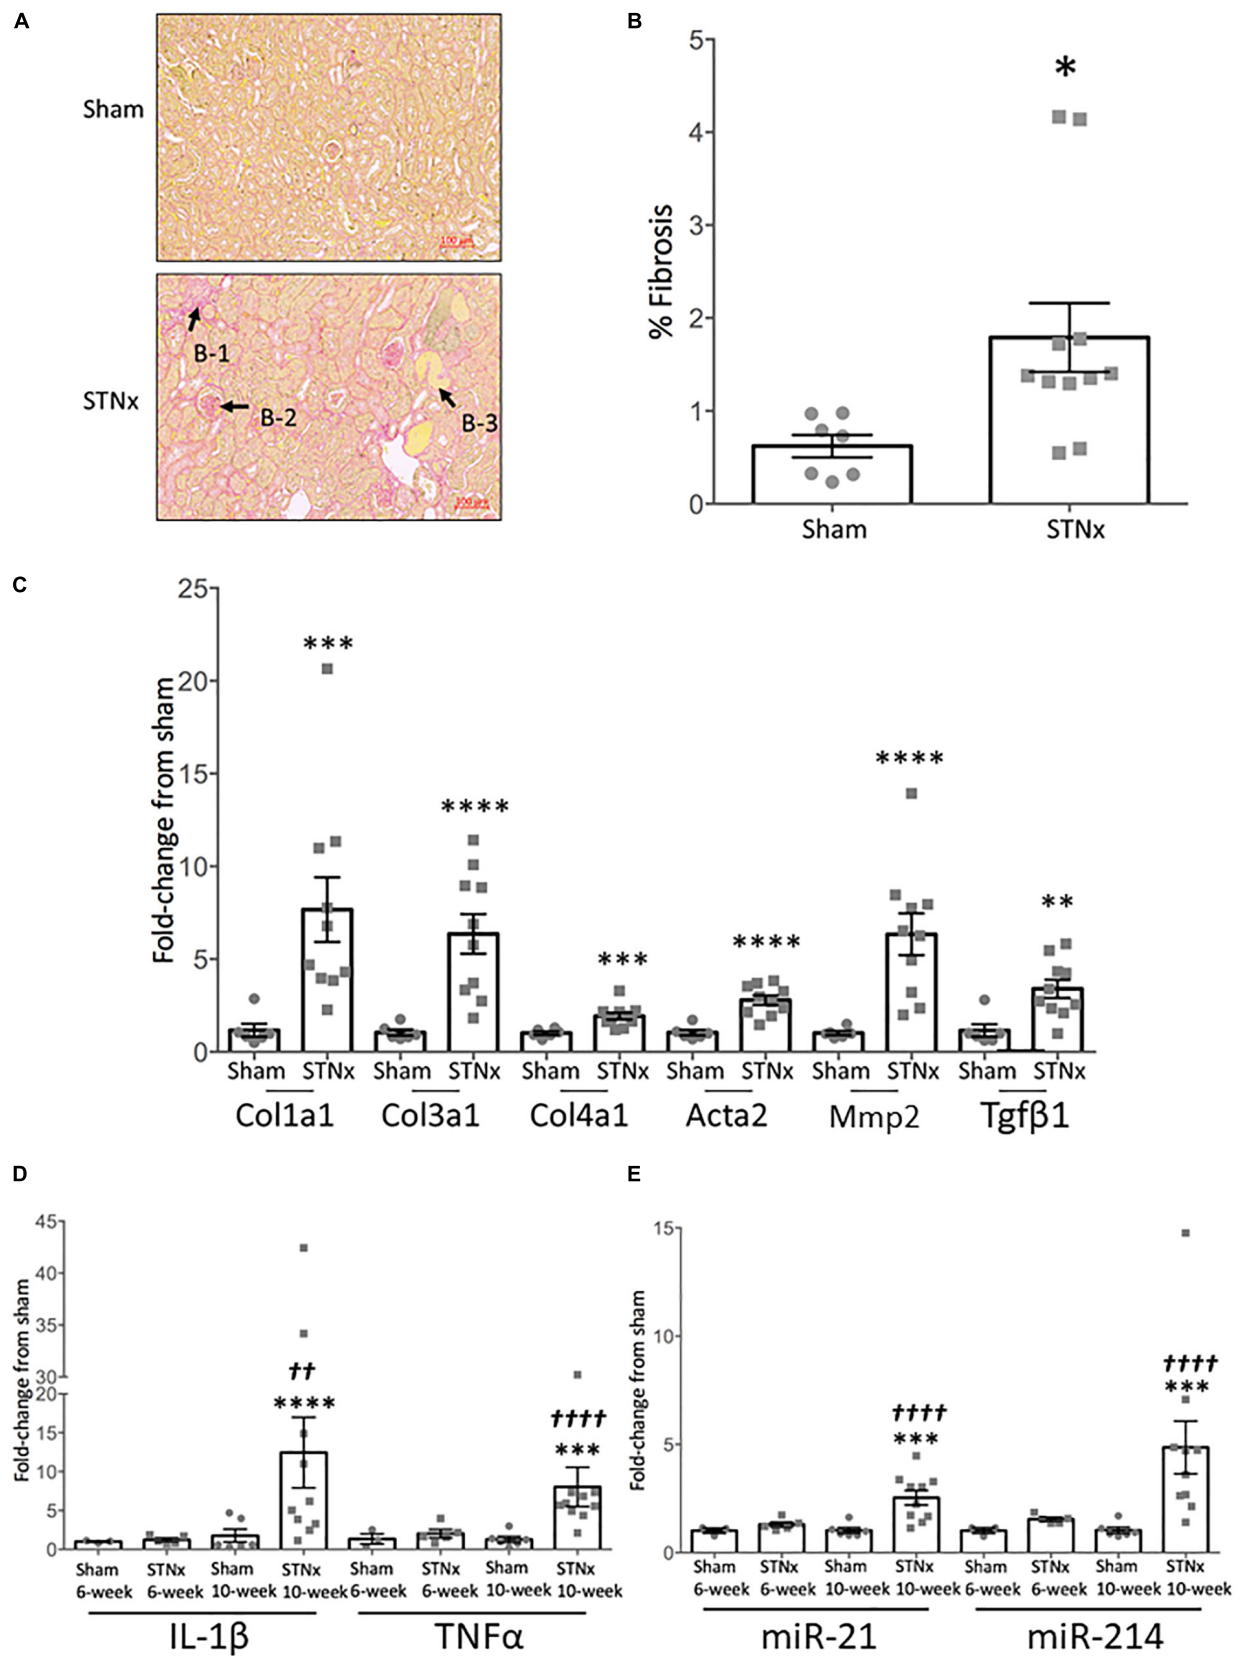 A
Sham
100 µm
STNx
B-1
B-2
B-3
100 µm
B
% Fibrosis
5
4
3
2
1
0
*
Sham STNx
C
Fold-change from sham
25
20
15
10
5
0
*** **** *** **** **** **
Sham STNx Sham STNx Sham STNx Sham STNx Sham STNx Sham STNx
Col1a1 Col3a1 Col4a1 Acta2 Mmp2 Tgfβ1
D
Fold-change from sham
45
40
35
30
20
15
10
5
0
††
****
††††
***
Sham STNx Sham STNx Sham STNx Sham STNx
6-week 6-week 10-week 10-week 6-week 6-week 10-week 10-week
IL-1β TNFα
E
Fold-change from sham
15
10
5
0
††††
***
††††
***
Sham STNx Sham STNx Sham STNx Sham STNx
6-week 6-week 10-week 10-week 6-week 6-week 10-week 10-week
miR-21 miR-214